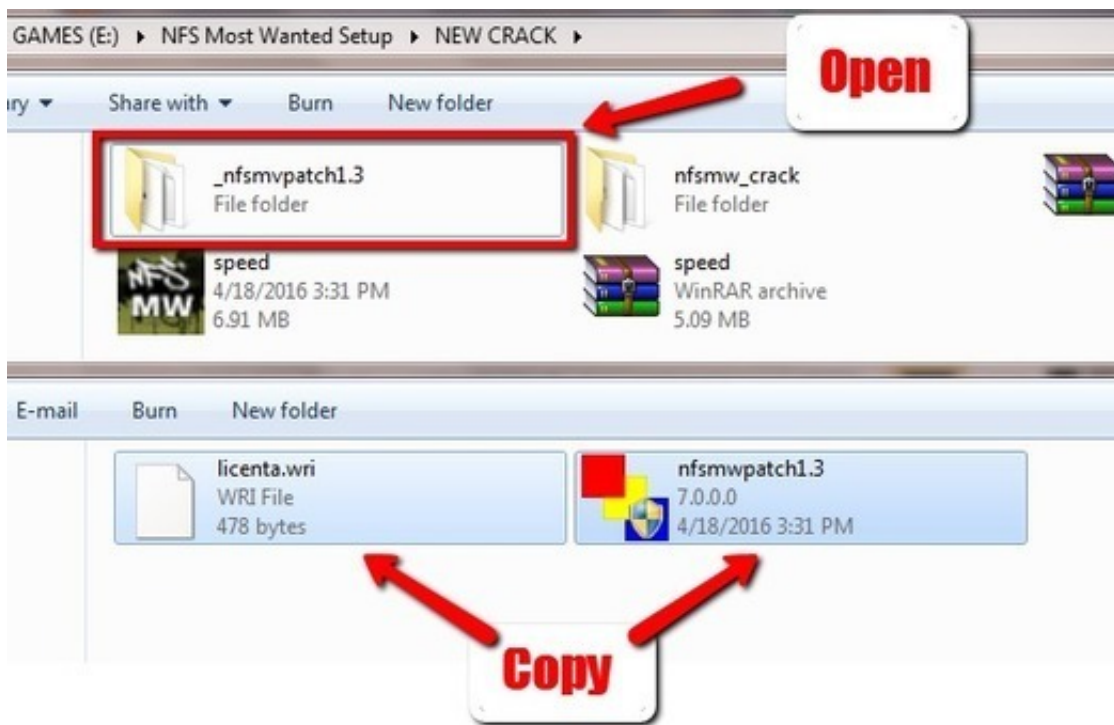 GAMES (E:) ▸ NFS Most Wanted Setup ▸ NEW CRACK ▸
Open
ry Share with Burn New folder
_nfsmvpatch1.3
File folder
nfsmw_crack
File folder
NFS
MW
speed
4/18/2016 3:31 PM
6.91 MB
speed
WinRAR archive
5.09 MB
E-mail Burn New folder
licenta.wri
WRI File
478 bytes
nfsmwpatch1.3
7.0.0.0
4/18/2016 3:31 PM
Copy